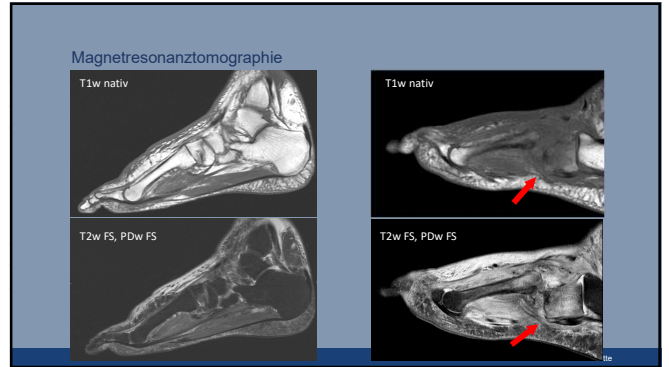 Magnetresonanztomographie
T1w nativ
T1w nativ
T2w FS, PDw FS
T2w FS, PDw FS